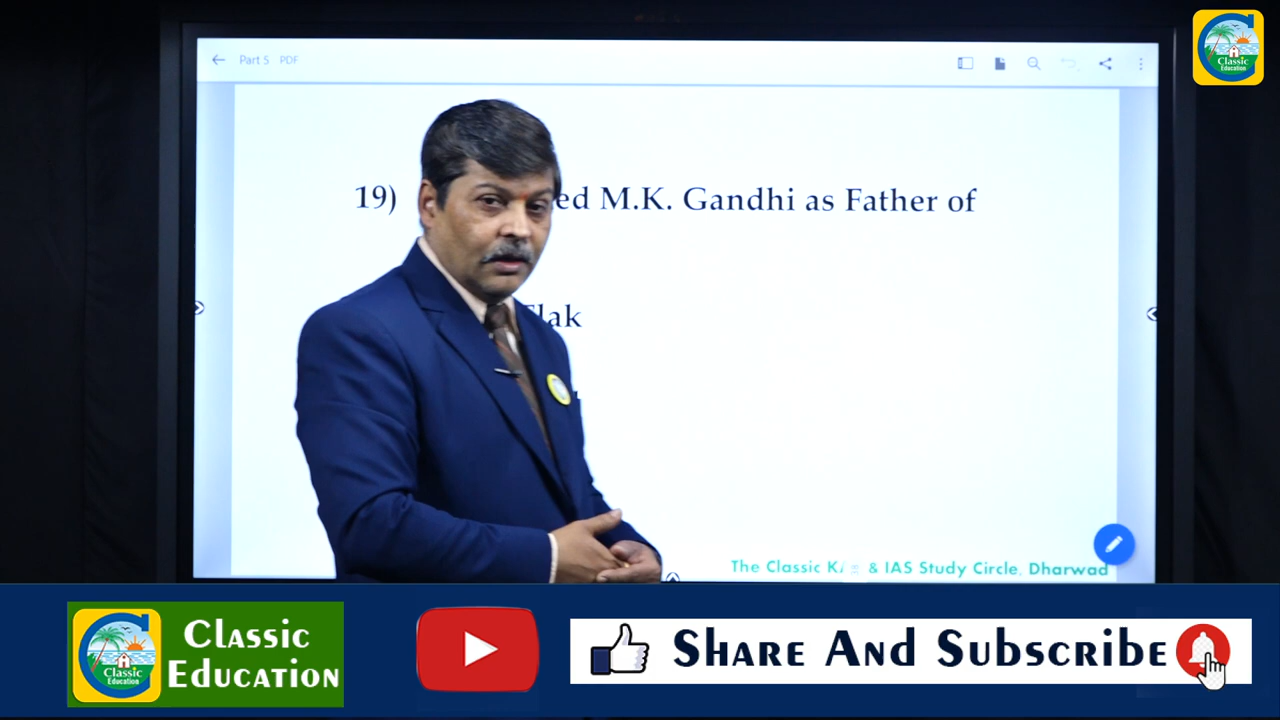 Classic
Education
Part 5 PDF
19) ed M.K. Gandhi as Father of
lak
The Classic & IAS Study Circle, Dharwad
Classic
Education
CLASSIC
EDUCATION
SHARE AND SUBSCRIBE